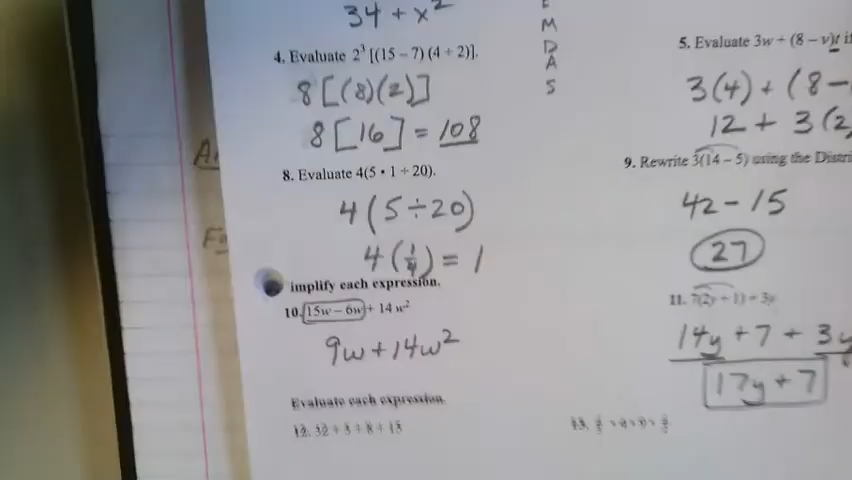 34 + x²
E
M
D
A
S
4. Evaluate 2³ [(15 – 7) (4 ÷ 2)].
8[(8)(2)]
8[16] = 108
5. Evaluate 3w + (8 – v)t if
3(4) + (8 –
12 + 3(2
8. Evaluate 4(5 • 1 ÷ 20).
4(5÷20)
4(¼) = 1
9. Rewrite 3(14 – 5) using the Distri
42 – 15
27
implify each expression.
10. 15w – 6w + 14w²
9w + 14w²
11. 7(2y + 1) + 3y
14y + 7 + 3y
17y + 7
Evaluate each expression.
12.
13.